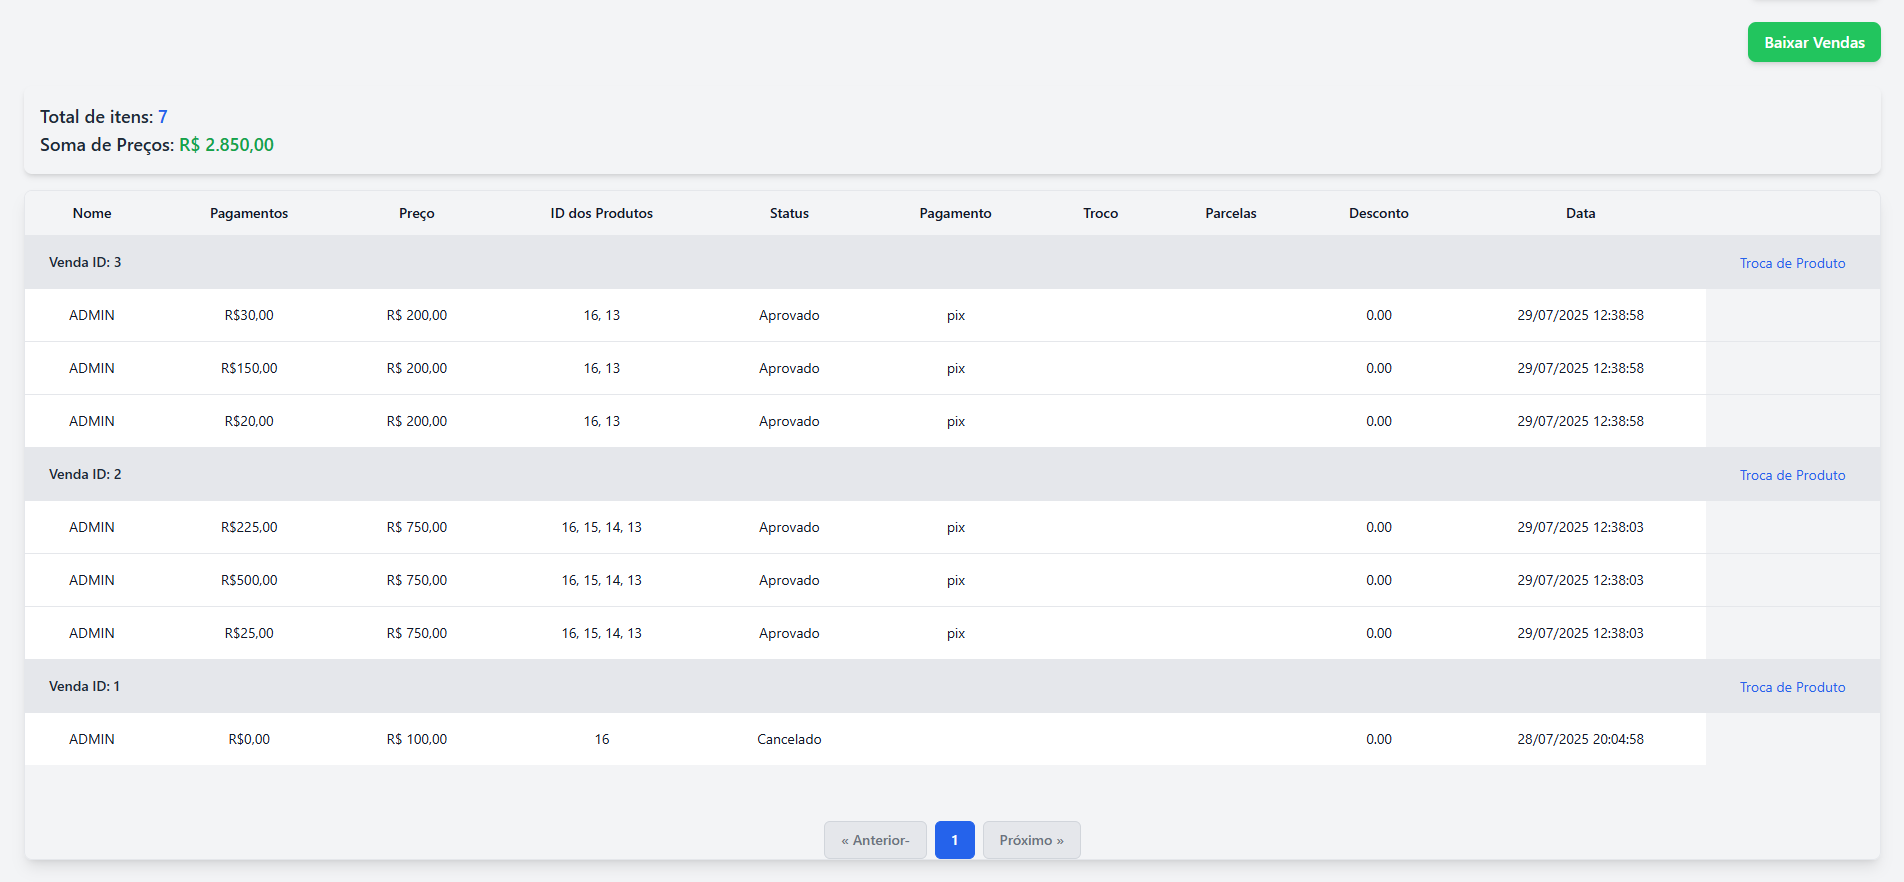 Baixar Vendas
Total de itens: 7
Soma de Preços: R$ 2.850,00
Nome Pagamentos Preço ID dos Produtos Status Pagamento Troco Parcelas Desconto Data
Venda ID: 3 Troca de Produto
ADMIN R$30,00 R$ 200,00 16, 13 Aprovado pix 0.00 29/07/2025 12:38:58
ADMIN R$150,00 R$ 200,00 16, 13 Aprovado pix 0.00 29/07/2025 12:38:58
ADMIN R$20,00 R$ 200,00 16, 13 Aprovado pix 0.00 29/07/2025 12:38:58
Venda ID: 2 Troca de Produto
ADMIN R$225,00 R$ 750,00 16, 15, 14, 13 Aprovado pix 0.00 29/07/2025 12:38:03
ADMIN R$500,00 R$ 750,00 16, 15, 14, 13 Aprovado pix 0.00 29/07/2025 12:38:03
ADMIN R$25,00 R$ 750,00 16, 15, 14, 13 Aprovado pix 0.00 29/07/2025 12:38:03
Venda ID: 1 Troca de Produto
ADMIN R$0,00 R$ 100,00 16 Cancelado 0.00 28/07/2025 20:04:58
« Anterior- 1 Próximo »